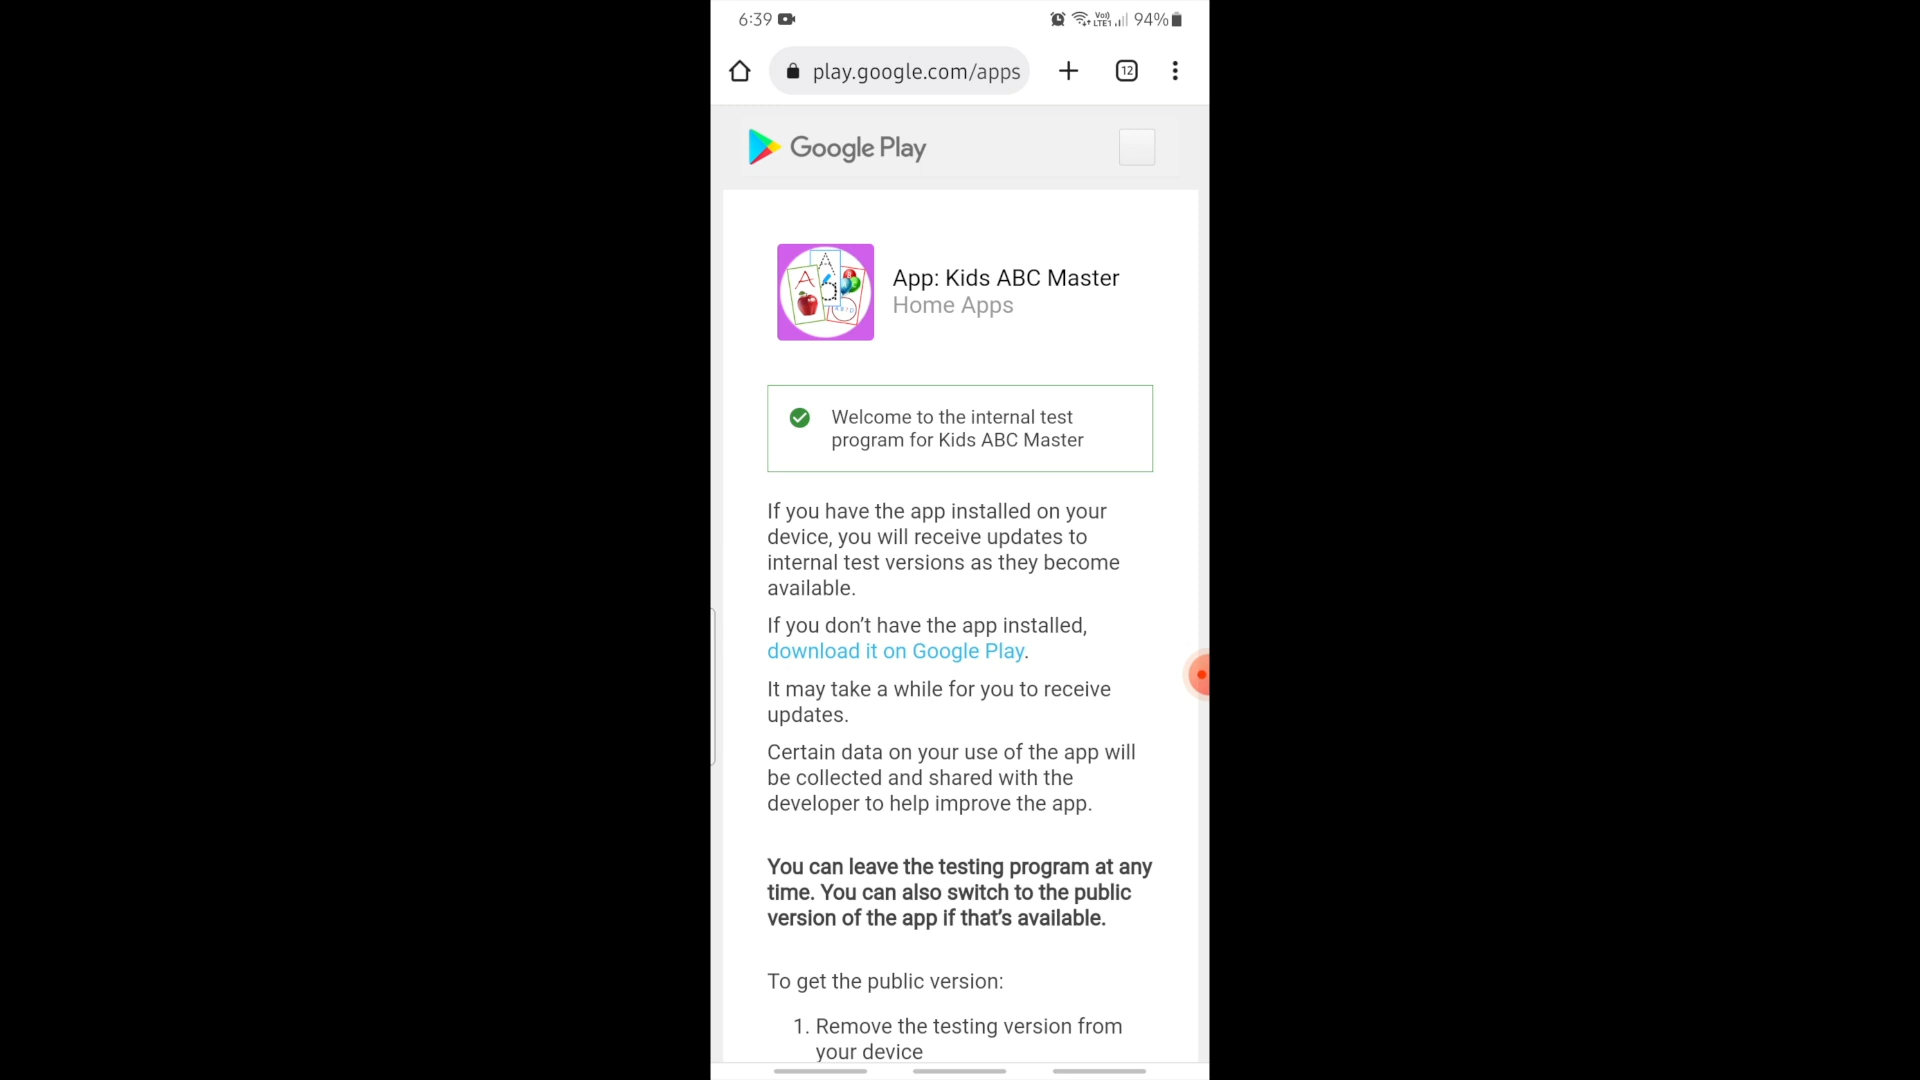 6:39 Vo) LTE1 94%
play.google.com/apps 12
Google Play
App: Kids ABC Master
Home Apps
Welcome to the internal test
program for Kids ABC Master
If you have the app installed on your
device, you will receive updates to
internal test versions as they become
available.
If you don’t have the app installed,
download it on Google Play.
It may take a while for you to receive
updates.
Certain data on your use of the app will
be collected and shared with the
developer to help improve the app.
You can leave the testing program at any
time. You can also switch to the public
version of the app if that’s available.
To get the public version:
1. Remove the testing version from
your device